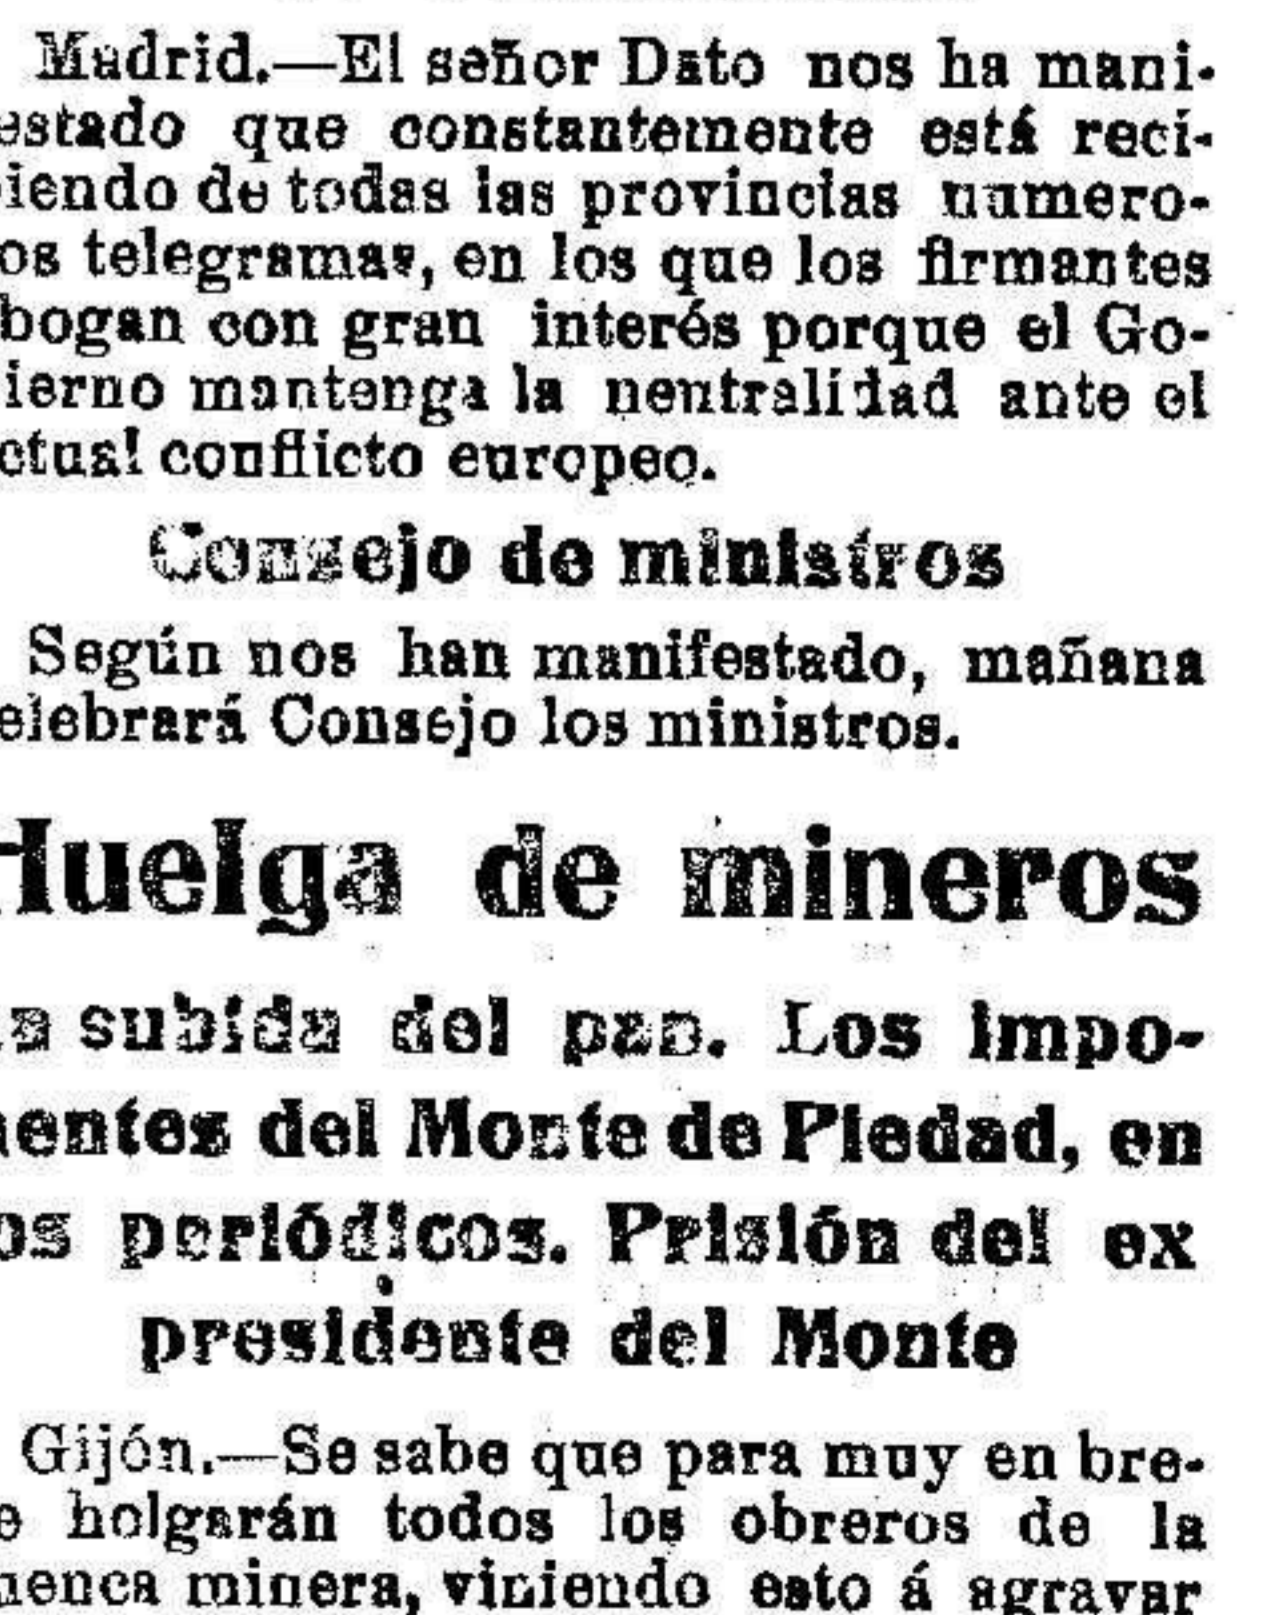 Madrid.—El señor Dato nos ha mani-
estado que constantemente está reci-
iendo de todas las provincias numero-
os telegramas, en los que los firmantes
bogan con gran interés porque el Go-
ierno mantenga la neutralidad ante el
ctual conflicto europeo.
Consejo de ministros
Según nos han manifestado, mañana
elebrará Consejo los ministros.
Huelga de mineros
a subida del pan. Los impo-
nentes del Monte de Piedad, en
os periódicos. Prisión del ex
presidente del Monte
Gijón.—Se sabe que para muy en bre-
e holgarán todos los obreros de la
uenca minera, viniendo esto á agravar